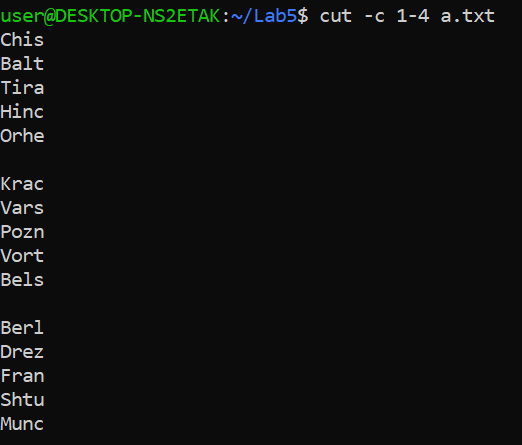 user@DESKTOP-NS2ETAK:~/Lab5$ cut -c 1-4 a.txt
Chis
Balt
Tira
Hinc
Orhe
Krac
Vars
Pozn
Vort
Bels
Berl
Drez
Fran
Shtu
Munc